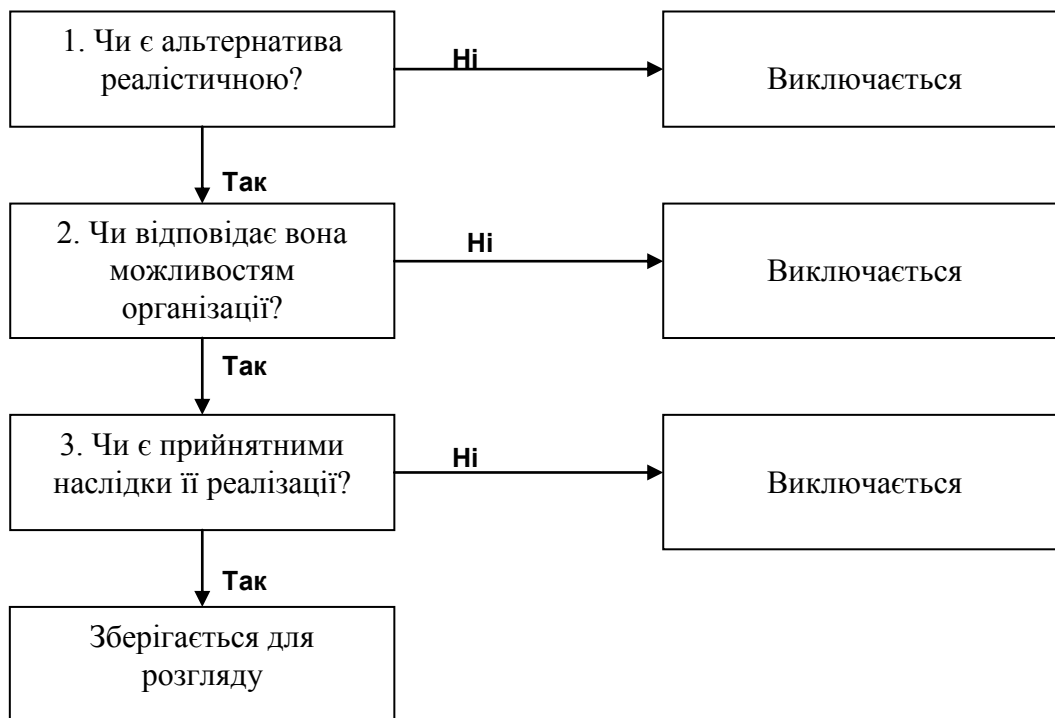 1. Чи є альтернатива
реалістичною?
Ні
Виключається
Так
2. Чи відповідає вона
можливостям
організації?
Ні
Виключається
Так
3. Чи є прийнятними
наслідки її реалізації?
Ні
Виключається
Так
Зберігається для
розгляду